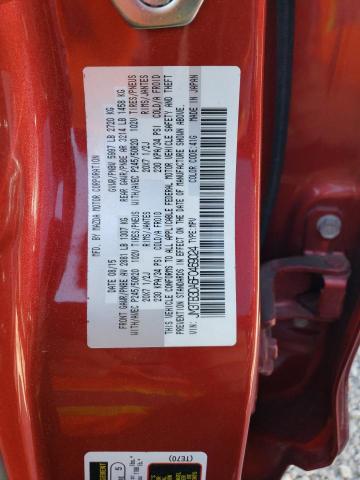 MFD BY MAZDA MOTOR CORPORATION
DATE: 08/15 GVWR/PNBV 5997 LB 2720 KG
FRONT GAWR/PNBE AV 2881 LB 1307 KG REAR GAWR/PNBE AR 3214 LB 1458 KG
WITH/AVEC P245/50R20 102V TIRES/PNEUS WITH/AVEC P245/50R20 102V TIRES/PNEUS
20X7 1/2J RIMS/JANTES 20X7 1/2J RIMS/JANTES
230 KPA/34 PSI COLD/A FROID 230 KPA/34 PSI COLD/A FROID
THIS VEHICLE CONFORMS TO ALL APPLICABLE FEDERAL MOTOR VEHICLE SAFETY AND THEFT
PREVENTION STANDARDS IN EFFECT ON THE DATE OF MANUFACTURE SHOWN ABOVE.
COLOR CODE:41G MADE IN JAPAN
VIN: TYPE: MPV
(TE70)
5